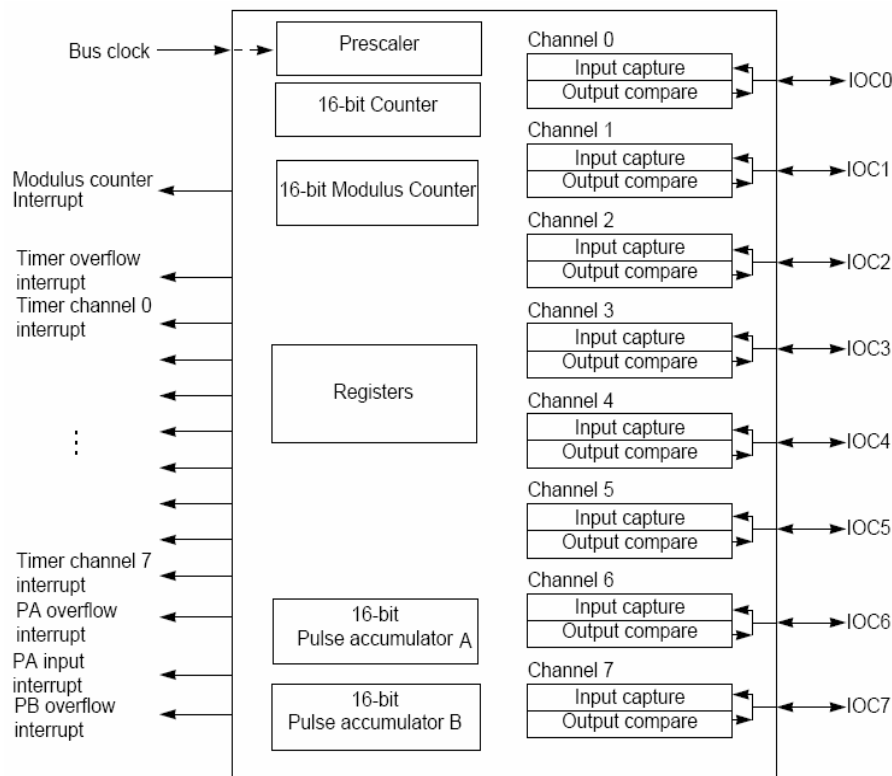 Bus clock
Modulus counter
Interrupt
Timer overflow
interrupt
Timer channel 0
interrupt
Timer channel 7
interrupt
PA overflow
interrupt
PA input
interrupt
PB overflow
interrupt
Prescaler
16-bit Counter
16-bit Modulus Counter
Registers
16-bit
Pulse accumulator A
16-bit
Pulse accumulator B
Channel 0
Input capture
Output compare
IOC0
Channel 1
Input capture
Output compare
IOC1
Channel 2
Input capture
Output compare
IOC2
Channel 3
Input capture
Output compare
IOC3
Channel 4
Input capture
Output compare
IOC4
Channel 5
Input capture
Output compare
IOC5
Channel 6
Input capture
Output compare
IOC6
Channel 7
Input capture
Output compare
IOC7